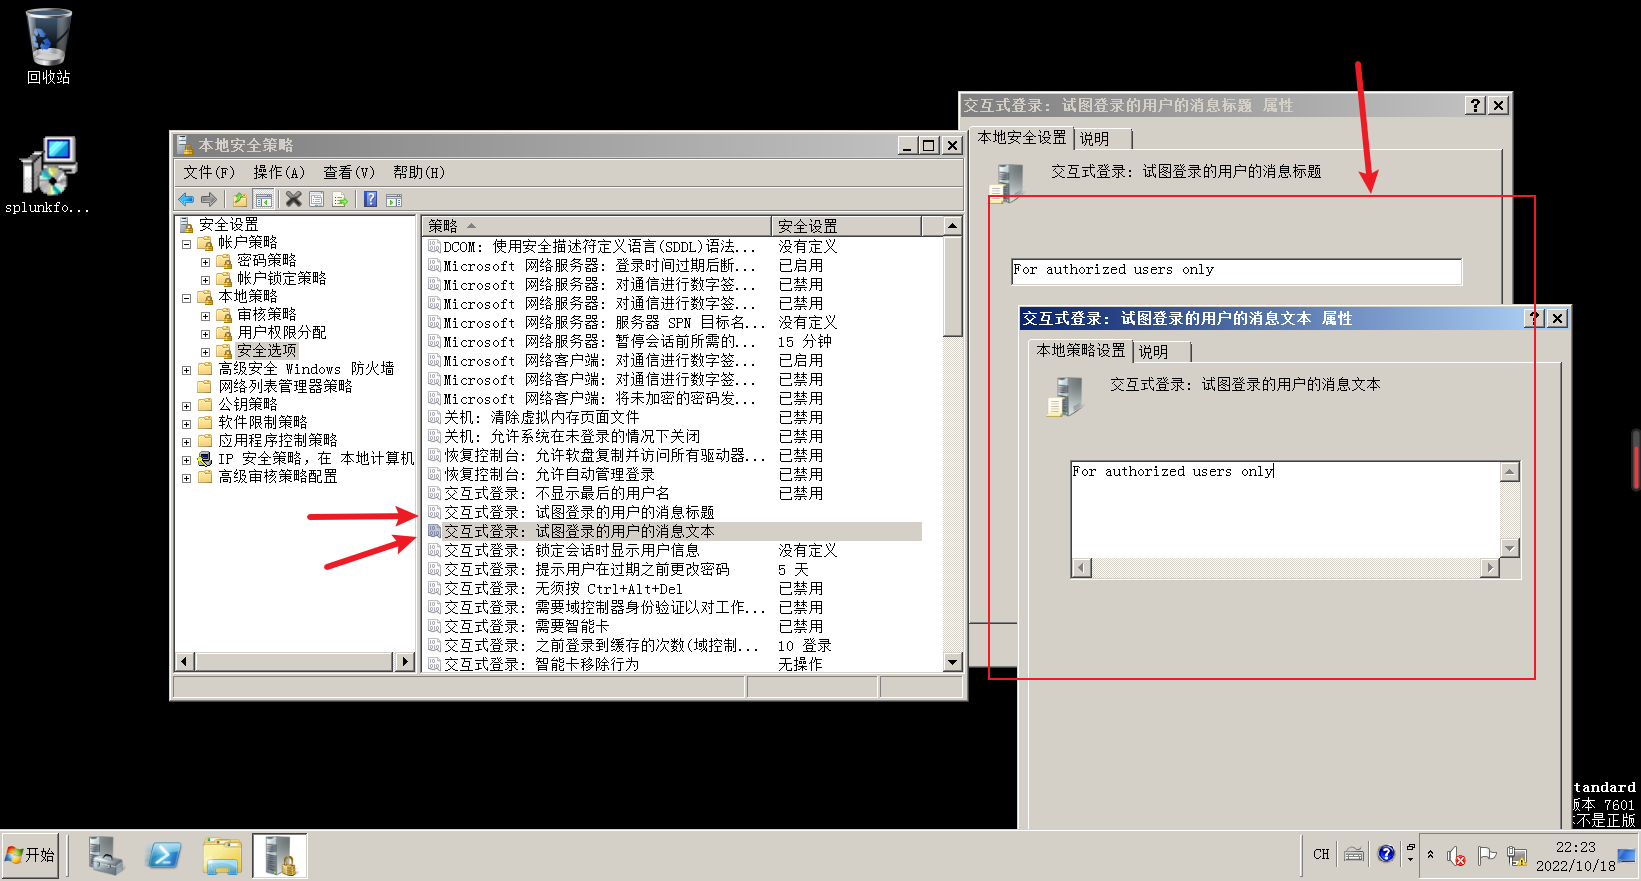 回收站
splunkfo...
本地安全策略
文件(F) 操作(A) 查看(V) 帮助(H)
安全设置
帐户策略
密码策略
帐户锁定策略
本地策略
审核策略
用户权限分配
安全选项
高级安全 Windows 防火墙
网络列表管理器策略
公钥策略
软件限制策略
应用程序控制策略
IP 安全策略，在 本地计算机
高级审核策略配置
策略 安全设置
DCOM: 使用安全描述符定义语言(SDDL)语法... 没有定义
Microsoft 网络服务器: 登录时间过期后断... 已启用
Microsoft 网络服务器: 对通信进行数字签... 已禁用
Microsoft 网络服务器: 对通信进行数字签... 已禁用
Microsoft 网络服务器: 服务器 SPN 目标名... 没有定义
Microsoft 网络服务器: 暂停会话前所需的... 15 分钟
Microsoft 网络客户端: 对通信进行数字签... 已启用
Microsoft 网络客户端: 对通信进行数字签... 已禁用
Microsoft 网络客户端: 将未加密的密码发... 已禁用
关机: 清除虚拟内存页面文件 已禁用
关机: 允许系统在未登录的情况下关闭 已禁用
恢复控制台: 允许软盘复制并访问所有驱动器... 已禁用
恢复控制台: 允许自动管理登录 已禁用
交互式登录: 不显示最后的用户名 已禁用
交互式登录: 试图登录的用户的消息标题
交互式登录: 试图登录的用户的消息文本
交互式登录: 锁定会话时显示用户信息 没有定义
交互式登录: 提示用户在过期之前更改密码 5 天
交互式登录: 无须按 Ctrl+Alt+Del 已禁用
交互式登录: 需要域控制器身份验证以对工作... 已禁用
交互式登录: 需要智能卡 已禁用
交互式登录: 之前登录到缓存的次数(域控制... 10 登录
交互式登录: 智能卡移除行为 无操作
交互式登录: 试图登录的用户的消息标题 属性
本地安全设置 说明
交互式登录: 试图登录的用户的消息标题
For authorized users only
交互式登录: 试图登录的用户的消息文本 属性
本地策略设置 说明
交互式登录: 试图登录的用户的消息文本
For authorized users only
tandard
版本 7601
不是正版
开始
CH
22:23
2022/10/18